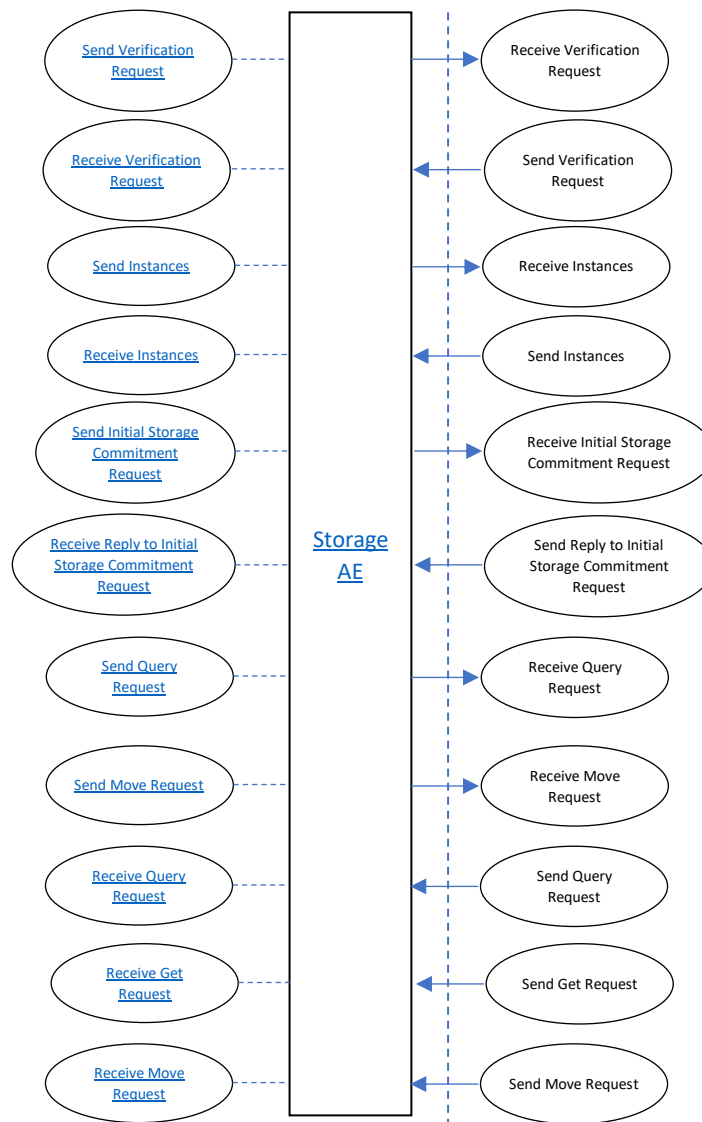 Send Verification
Request
Receive Verification
Request
Receive Verification
Request
Send Verification
Request
Send Instances
Receive Instances
Receive Instances
Send Instances
Send Initial Storage
Commitment
Request
Receive Initial Storage
Commitment Request
Storage
AE
Receive Reply to Initial
Storage Commitment
Request
Send Reply to Initial
Storage Commitment
Request
Send Query
Request
Receive Query
Request
Send Move Request
Receive Move
Request
Receive Query
Request
Send Query
Request
Receive Get
Request
Send Get Request
Receive Move
Request
Send Move Request